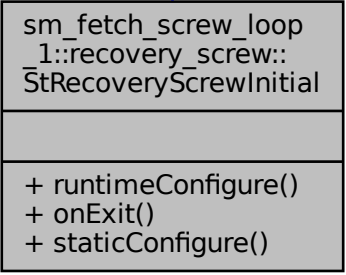 sm_fetch_screw_loop
_1::recovery_screw::
StRecoveryScrewInitial
+ runtimeConfigure()
+ onExit()
+ staticConfigure()